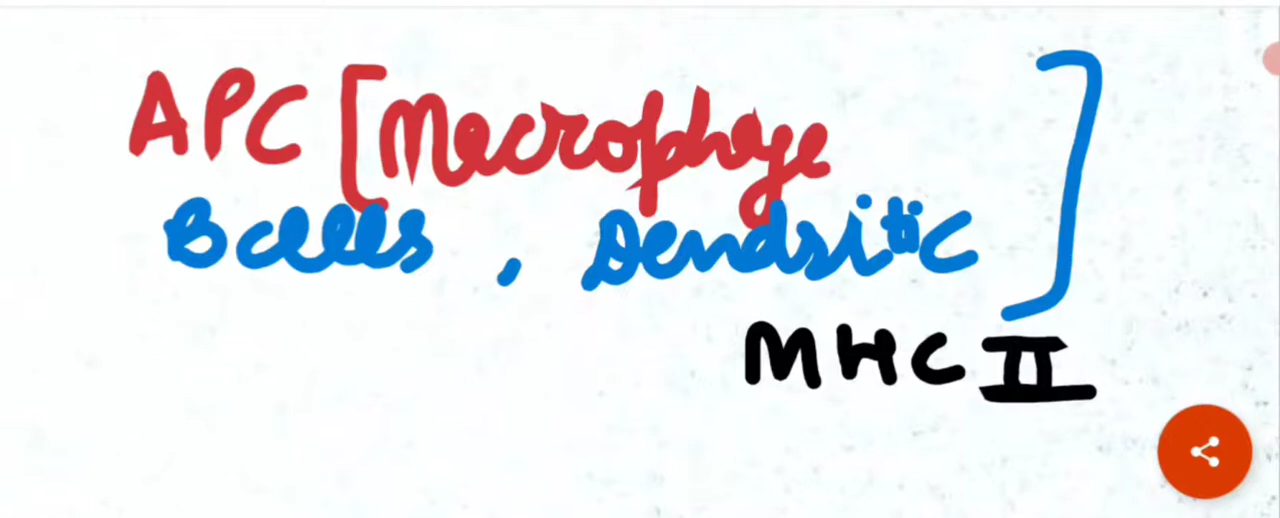 APC [Macrophage
B cells , Dendritic ]
MHC II